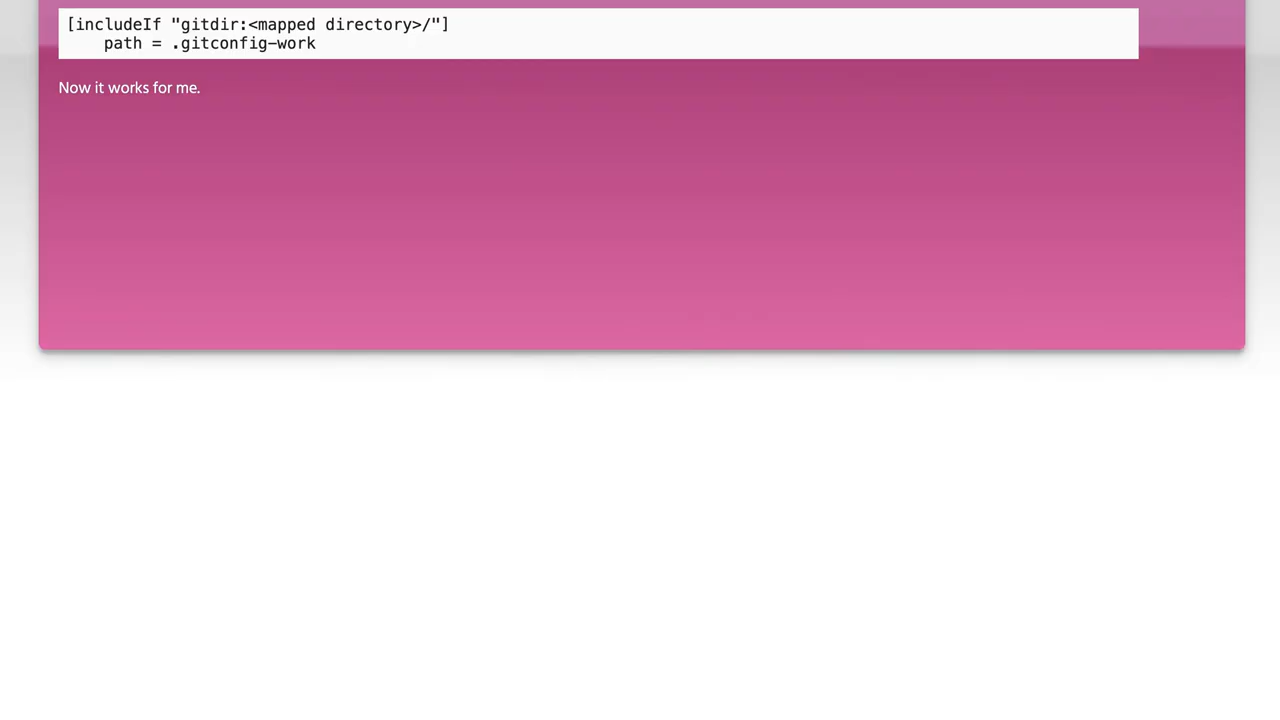 [includeIf "gitdir:<mapped directory>/"]
    path = .gitconfig-work
Now it works for me.